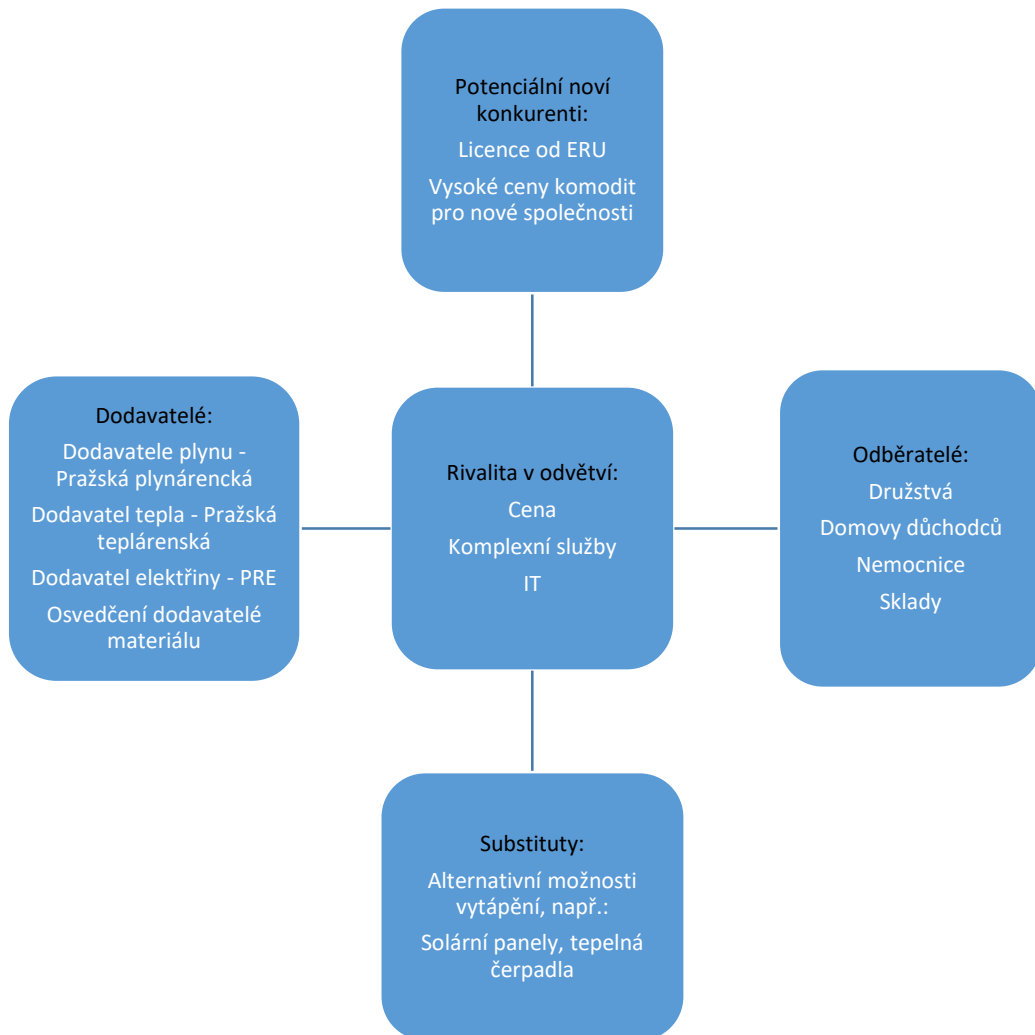 Potenciální noví
konkurenti:
Licence od ERU
Vysoké ceny komodit
pro nové společnosti
Dodavatelé:
Dodavatele plynu -
Pražská plynárencká
Dodavatel tepla - Pražská
teplárenská
Dodavatel elektřiny - PRE
Osvedčení dodavatelé
materiálu
Rivalita v odvětví:
Cena
Komplexní služby
IT
Odběratelé:
Družstvá
Domovy důchodců
Nemocnice
Sklady
Substituty:
Alternativní možnosti
vytápění, např.:
Solární panely, tepelná
čerpadla